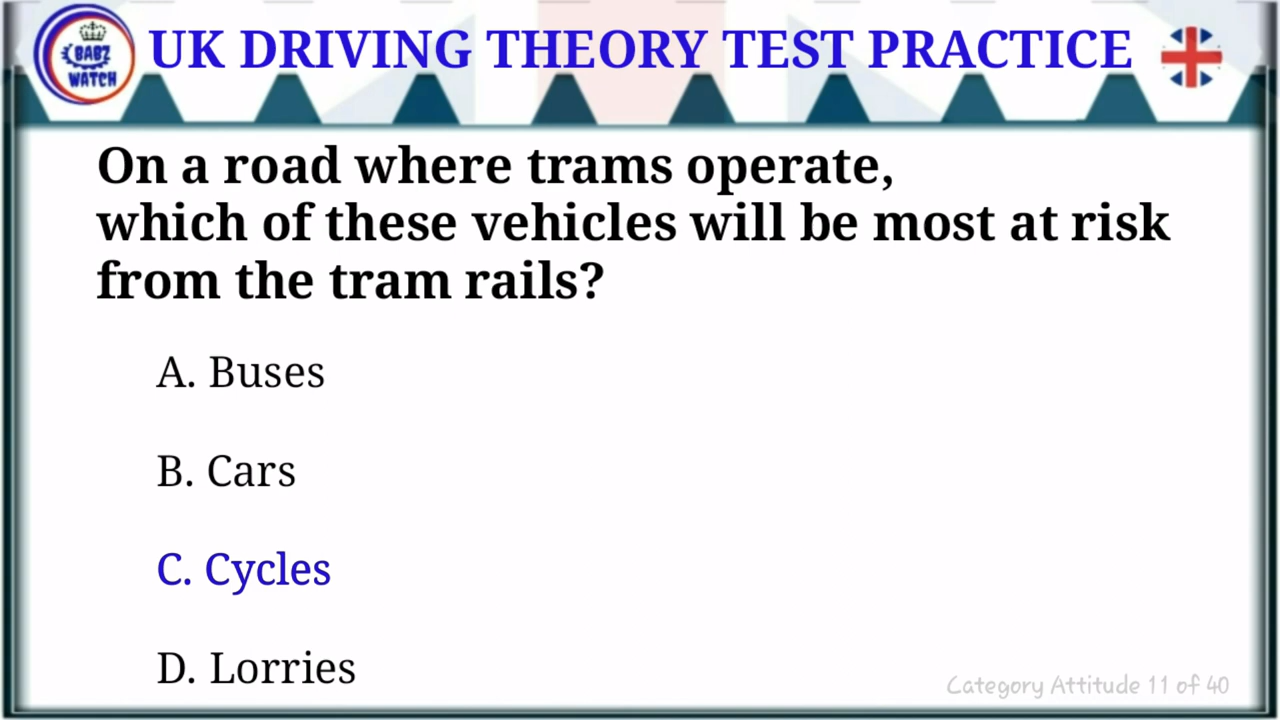 BABZ
WATCH
UK DRIVING THEORY TEST PRACTICE
On a road where trams operate,
which of these vehicles will be most at risk
from the tram rails?
A. Buses
B. Cars
C. Cycles
D. Lorries
Category Attitude 11 of 40